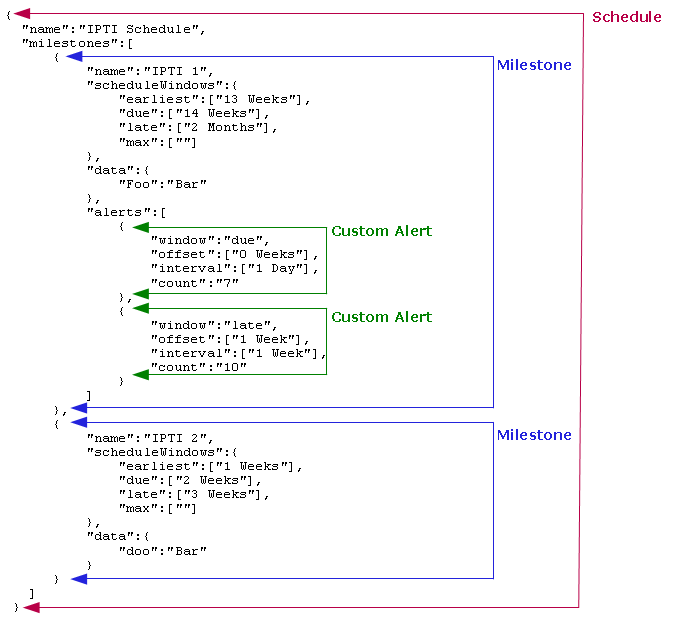 {
Schedule
"name":"IPTI Schedule",
"milestones":[
{
Milestone
"name":"IPTI 1",
"scheduleWindows":{
"earliest":["13 Weeks"],
"due":["14 Weeks"],
"late":["2 Months"],
"max":[""]
},
"data":{
"Foo":"Bar"
},
"alerts":[
{
Custom Alert
"window":"due",
"offset":["0 Weeks"],
"interval":["1 Day"],
"count":"7"
},
{
Custom Alert
"window":"late",
"offset":["1 Week"],
"interval":["1 Week"],
"count":"10"
}
]
},
{
Milestone
"name":"IPTI 2",
"scheduleWindows":{
"earliest":["1 Weeks"],
"due":["2 Weeks"],
"late":["3 Weeks"],
"max":[""]
},
"data":{
"doo":"Bar"
}
}
]
}